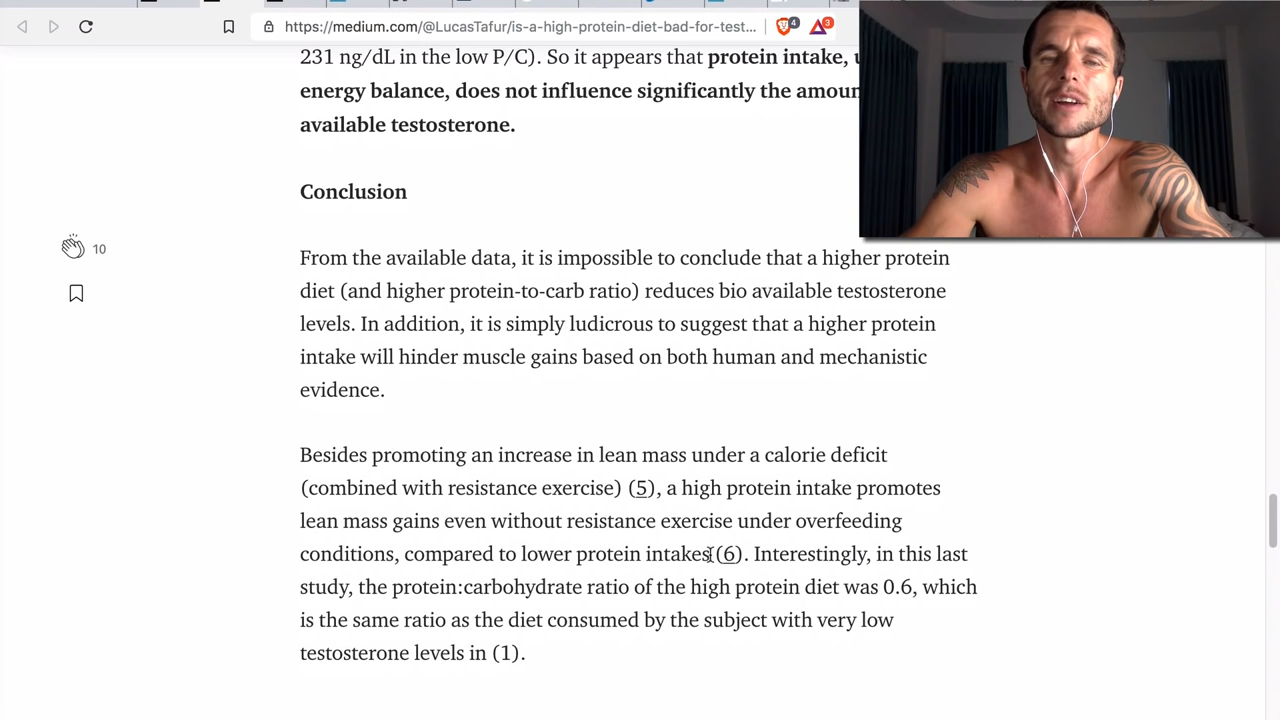 https://medium.com/@LucasTafur/is-a-high-protein-diet-bad-for-test...
4
3
231 ng/dL in the low P/C). So it appears that protein intake,
energy balance, does not influence significantly the
available testosterone.
Conclusion
10
From the available data, it is impossible to conclude that a higher protein
diet (and higher protein-to-carb ratio) reduces bio available testosterone
levels. In addition, it is simply ludicrous to suggest that a higher protein
intake will hinder muscle gains based on both human and mechanistic
evidence.
Besides promoting an increase in lean mass under a calorie deficit
(combined with resistance exercise) (5), a high protein intake promotes
lean mass gains even without resistance exercise under overfeeding
conditions, compared to lower protein intakes (6). Interestingly, in this last
study, the protein:carbohydrate ratio of the high protein diet was 0.6, which
is the same ratio as the diet consumed by the subject with very low
testosterone levels in (1).